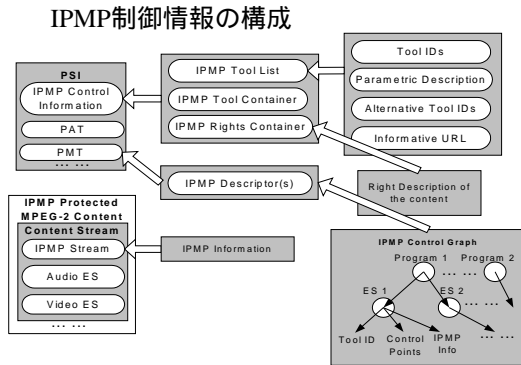 IPMP制御情報の構成
PSI
IPMP Control
Information
PAT
PMT
... ...
IPMP Tool List
IPMP Tool Container
IPMP Rights Container
Tool IDs
Parametric Description
Alternative Tool IDs
Informative URL
IPMP Descriptor(s)
Right Description of
the content
IPMP Protected
MPEG-2 Content
Content Stream
IPMP Stream
Audio ES
Video ES
... ...
IPMP Information
IPMP Control Graph
Program 1 ... ... Program 2
ES 1 ES 2 ... ... ...
Tool ID Control Points IPMP Info ... ...